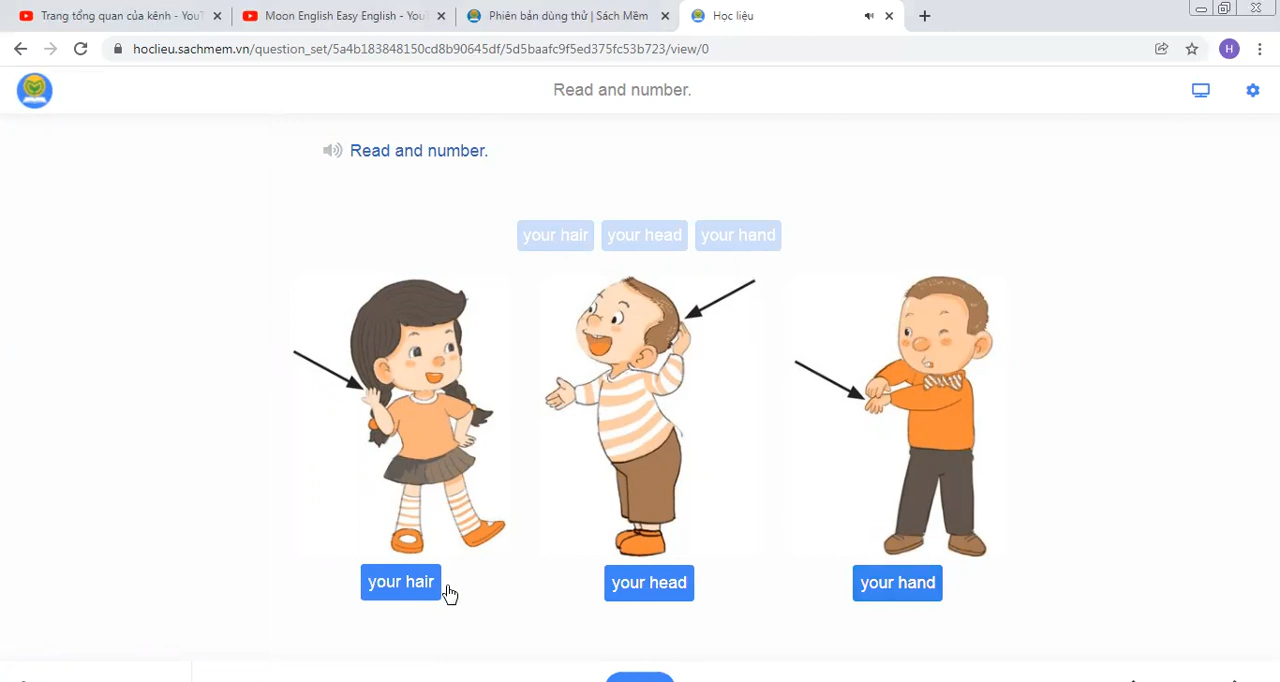 Trang tổng quan của kênh - YouT
Moon English Easy English - YouT
Phiên bản dùng thử | Sách Mềm
Học liệu
hoclieu.sachmem.vn/question_set/5a4b183848150cd8b90645df/5d5baafc9f5ed375fc53b723/view/0
H
Read and number.
Read and number.
your hair your head your hand
your hair your head your hand